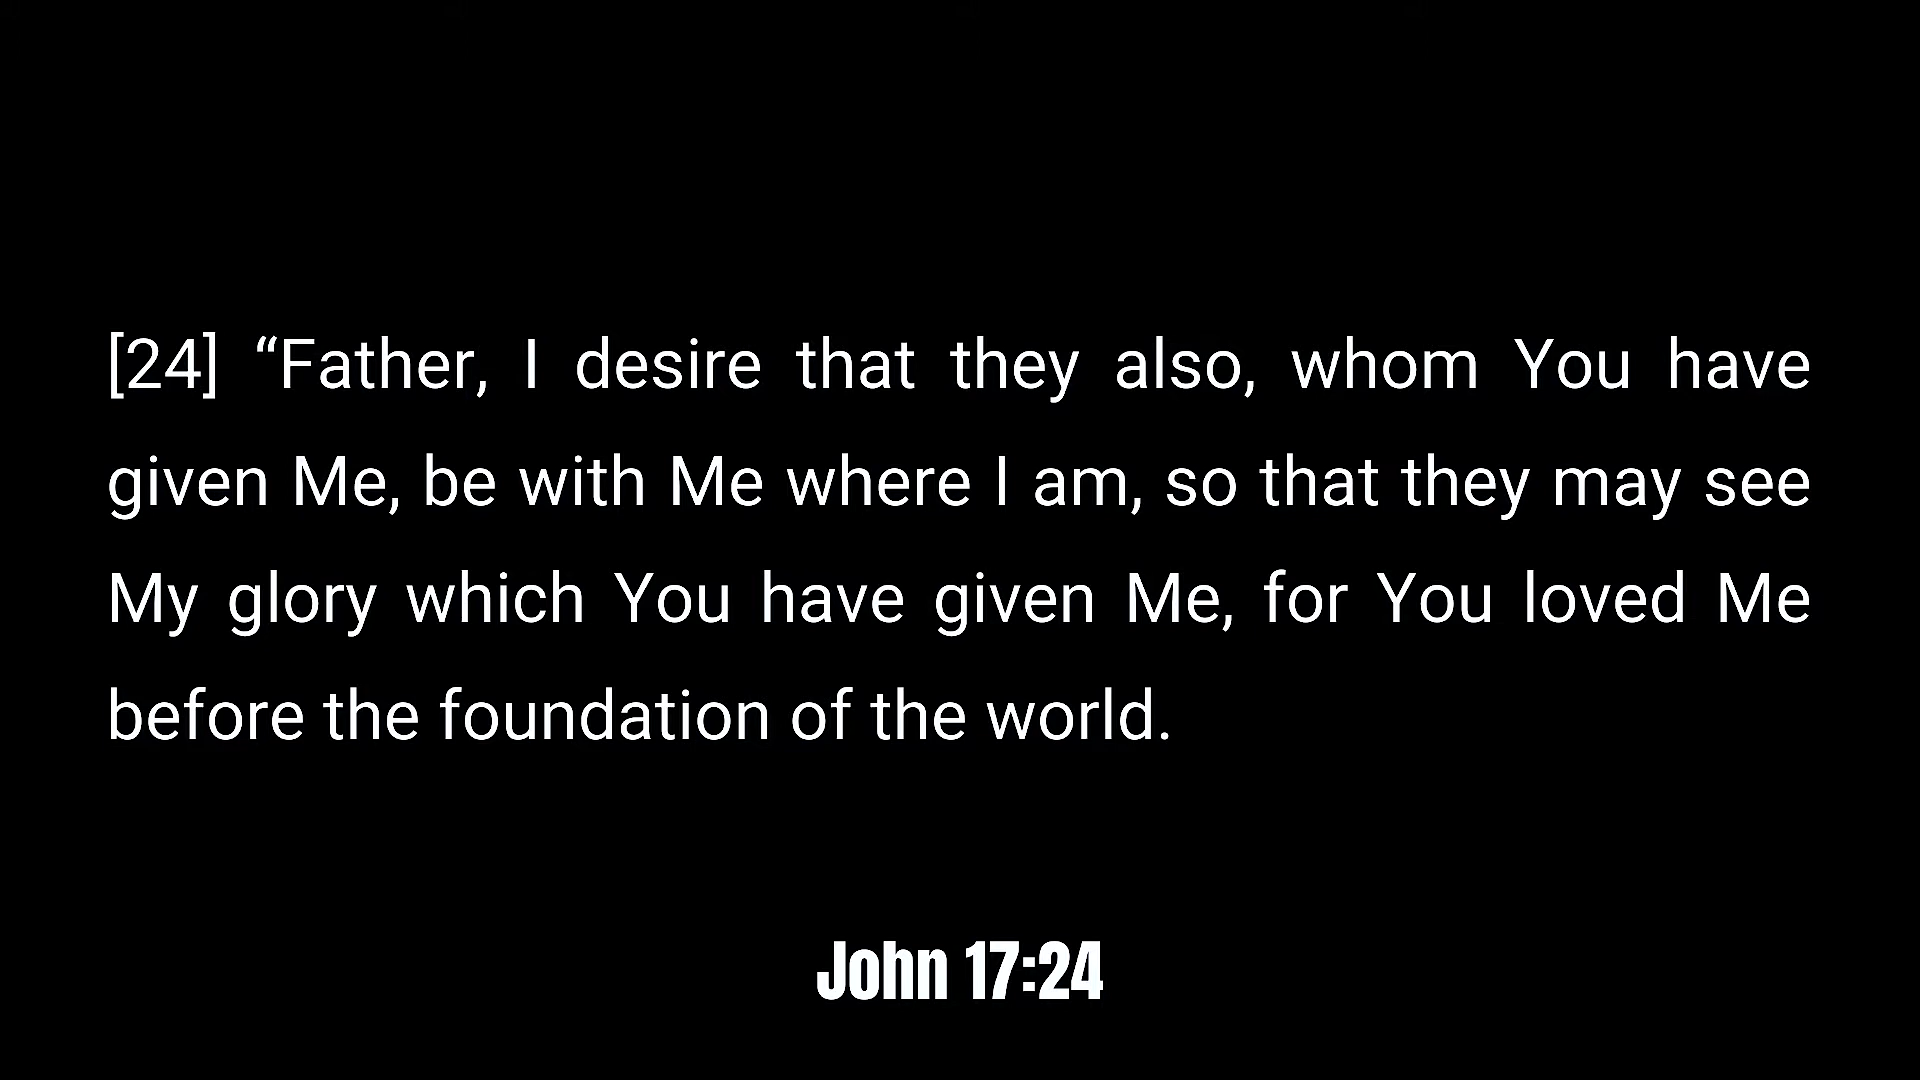 [24] “Father, I desire that they also, whom You have
given Me, be with Me where I am, so that they may see
My glory which You have given Me, for You loved Me
before the foundation of the world.
John 17:24